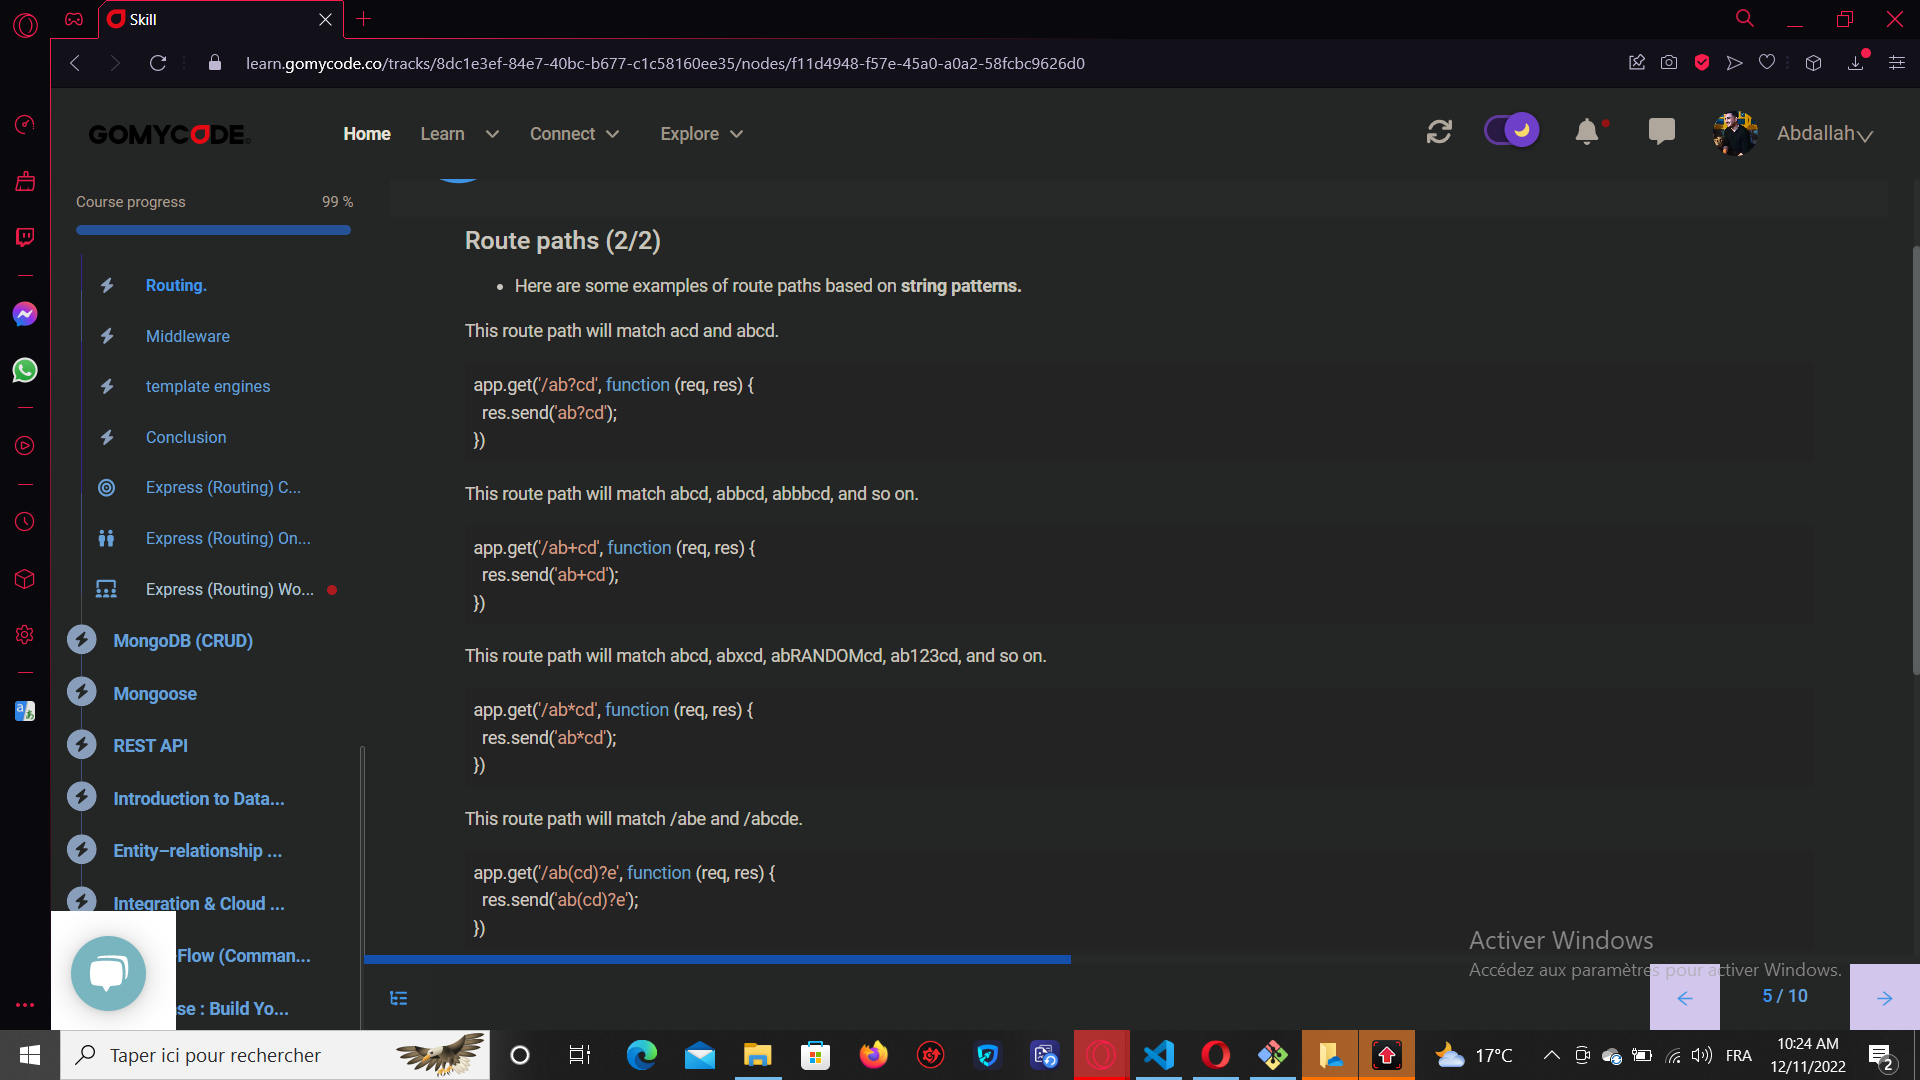 Skill
learn.gomycode.co/tracks/8dc1e3ef-84e7-40bc-b677-c1c58160ee35/nodes/f11d4948-f57e-45a0-a0a2-58fcbc9626d0
GOMYCODE
Home
Learn
Connect
Explore
Abdallah
Course progress
99 %
Routing.
Middleware
template engines
Conclusion
Express (Routing) C...
Express (Routing) On...
Express (Routing) Wo...
MongoDB (CRUD)
Mongoose
REST API
Introduction to Data...
Entity–relationship ...
Integration & Cloud ...
Flow (Comman...
se : Build Yo...
Route paths (2/2)
• Here are some examples of route paths based on string patterns.
This route path will match acd and abcd.
app.get('/ab?cd', function (req, res) {
res.send('ab?cd');
})
This route path will match abcd, abbcd, abbbcd, and so on.
app.get('/ab+cd', function (req, res) {
res.send('ab+cd');
})
This route path will match abcd, abxcd, abRANDOMcd, ab123cd, and so on.
app.get('/ab*cd', function (req, res) {
res.send('ab*cd');
})
This route path will match /abe and /abcde.
app.get('/ab(cd)?e', function (req, res) {
res.send('ab(cd)?e');
})
Activer Windows
Accédez aux paramètres pour activer Windows.
5 / 10
Taper ici pour rechercher
17°C
FRA
10:24 AM
12/11/2022
2